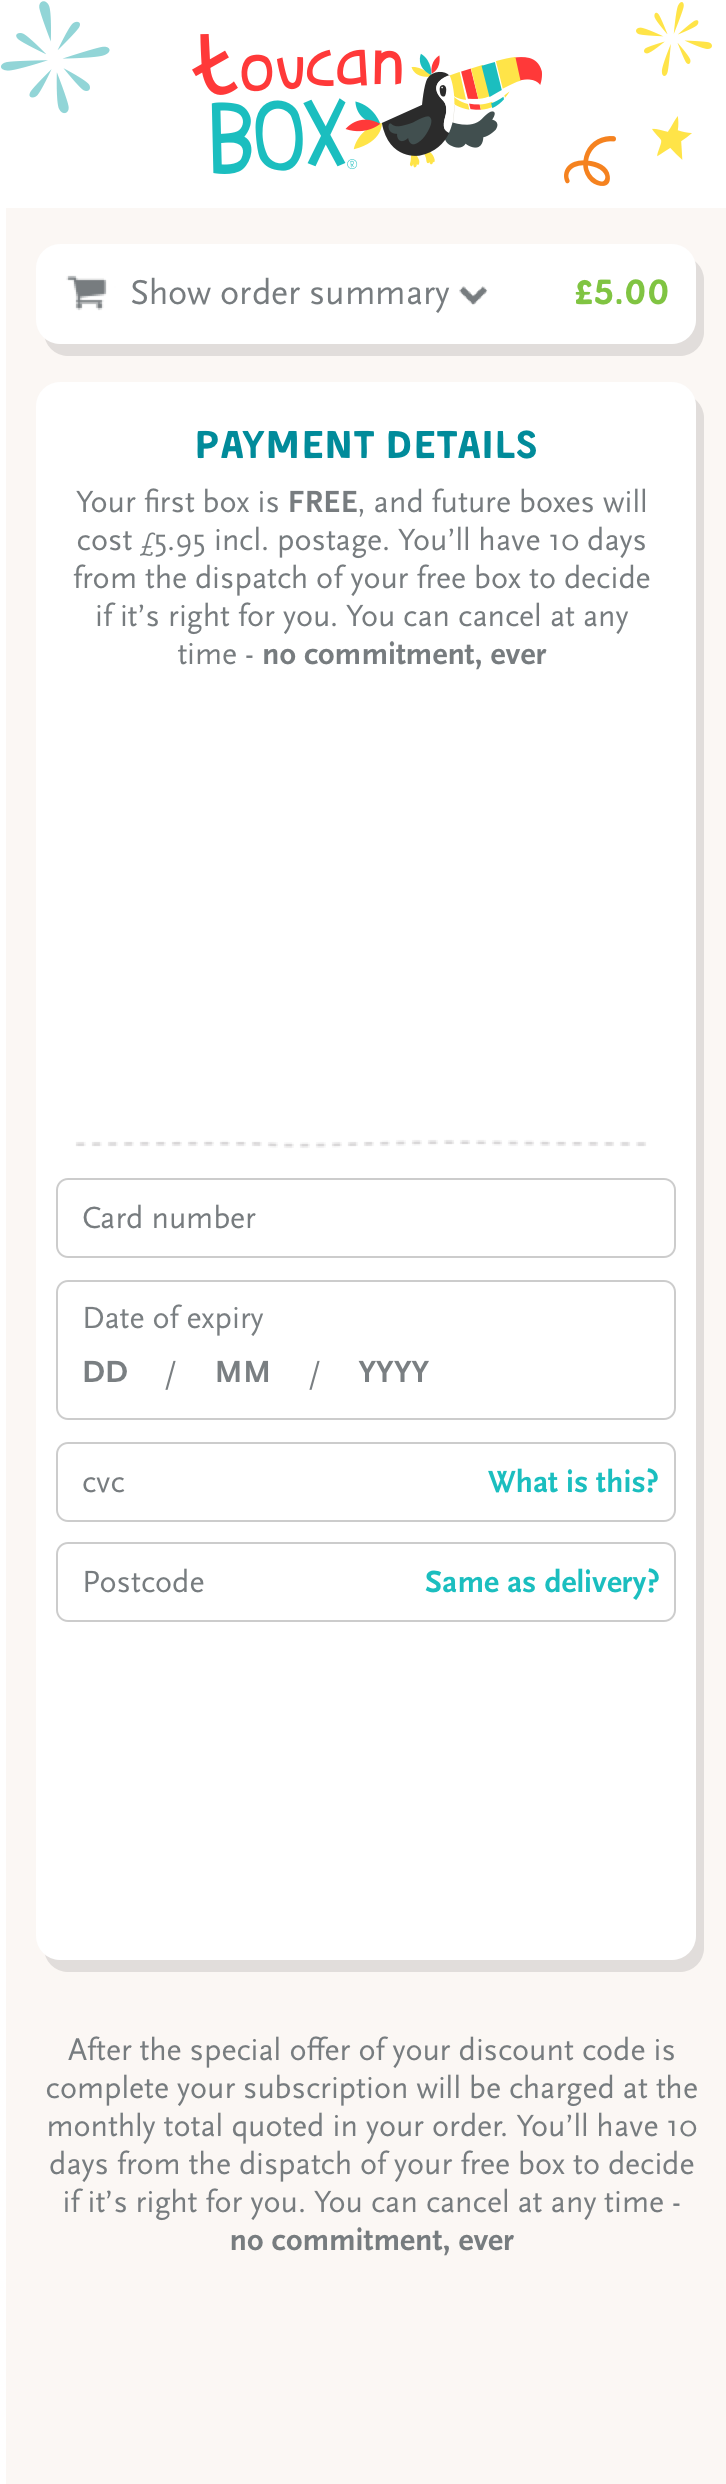 toucan
BOX®
Show order summary £5.00
PAYMENT DETAILS
Your first box is FREE, and future boxes will
cost £5.95 incl. postage. You’ll have 10 days
from the dispatch of your free box to decide
if it’s right for you. You can cancel at any
time - no commitment, ever
Card number
Date of expiry
DD / MM / YYYY
cvc What is this?
Postcode Same as delivery?
After the special offer of your discount code is
complete your subscription will be charged at the
monthly total quoted in your order. You’ll have 10
days from the dispatch of your free box to decide
if it’s right for you. You can cancel at any time -
no commitment, ever